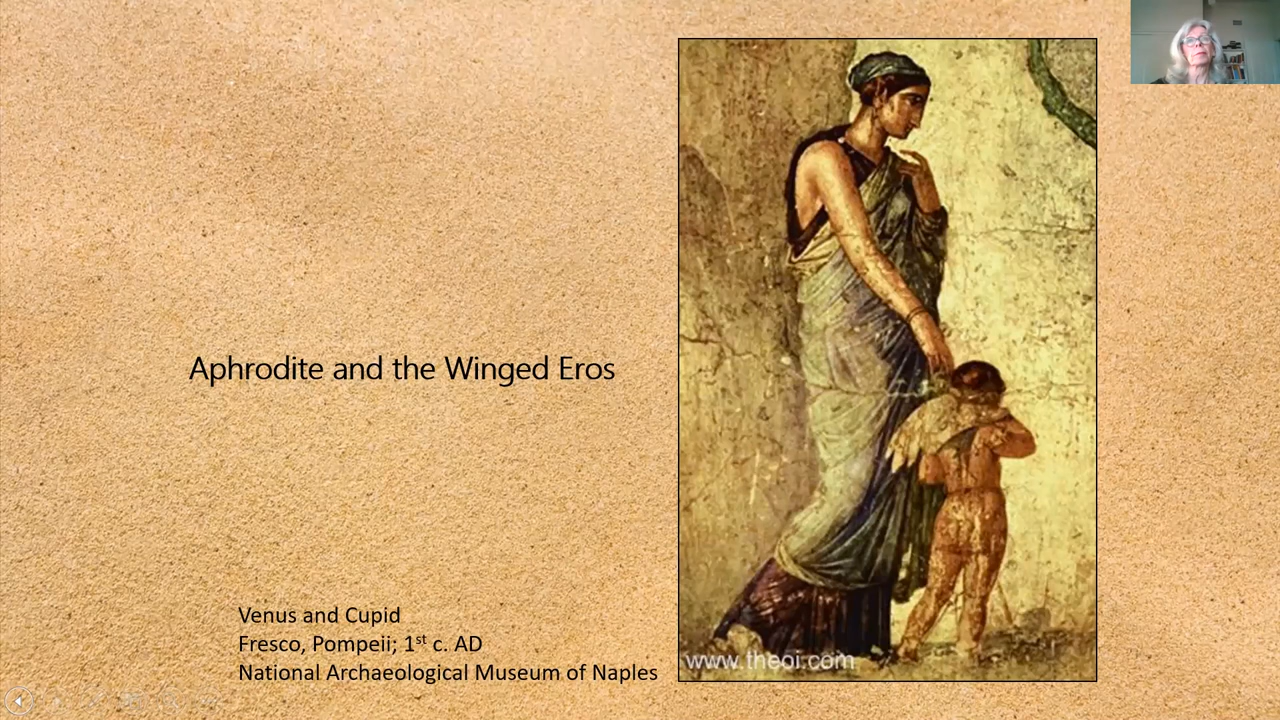 Aphrodite and the Winged Eros
Venus and Cupid
Fresco, Pompeii; 1st c. AD
National Archaeological Museum of Naples
www.theoi.com